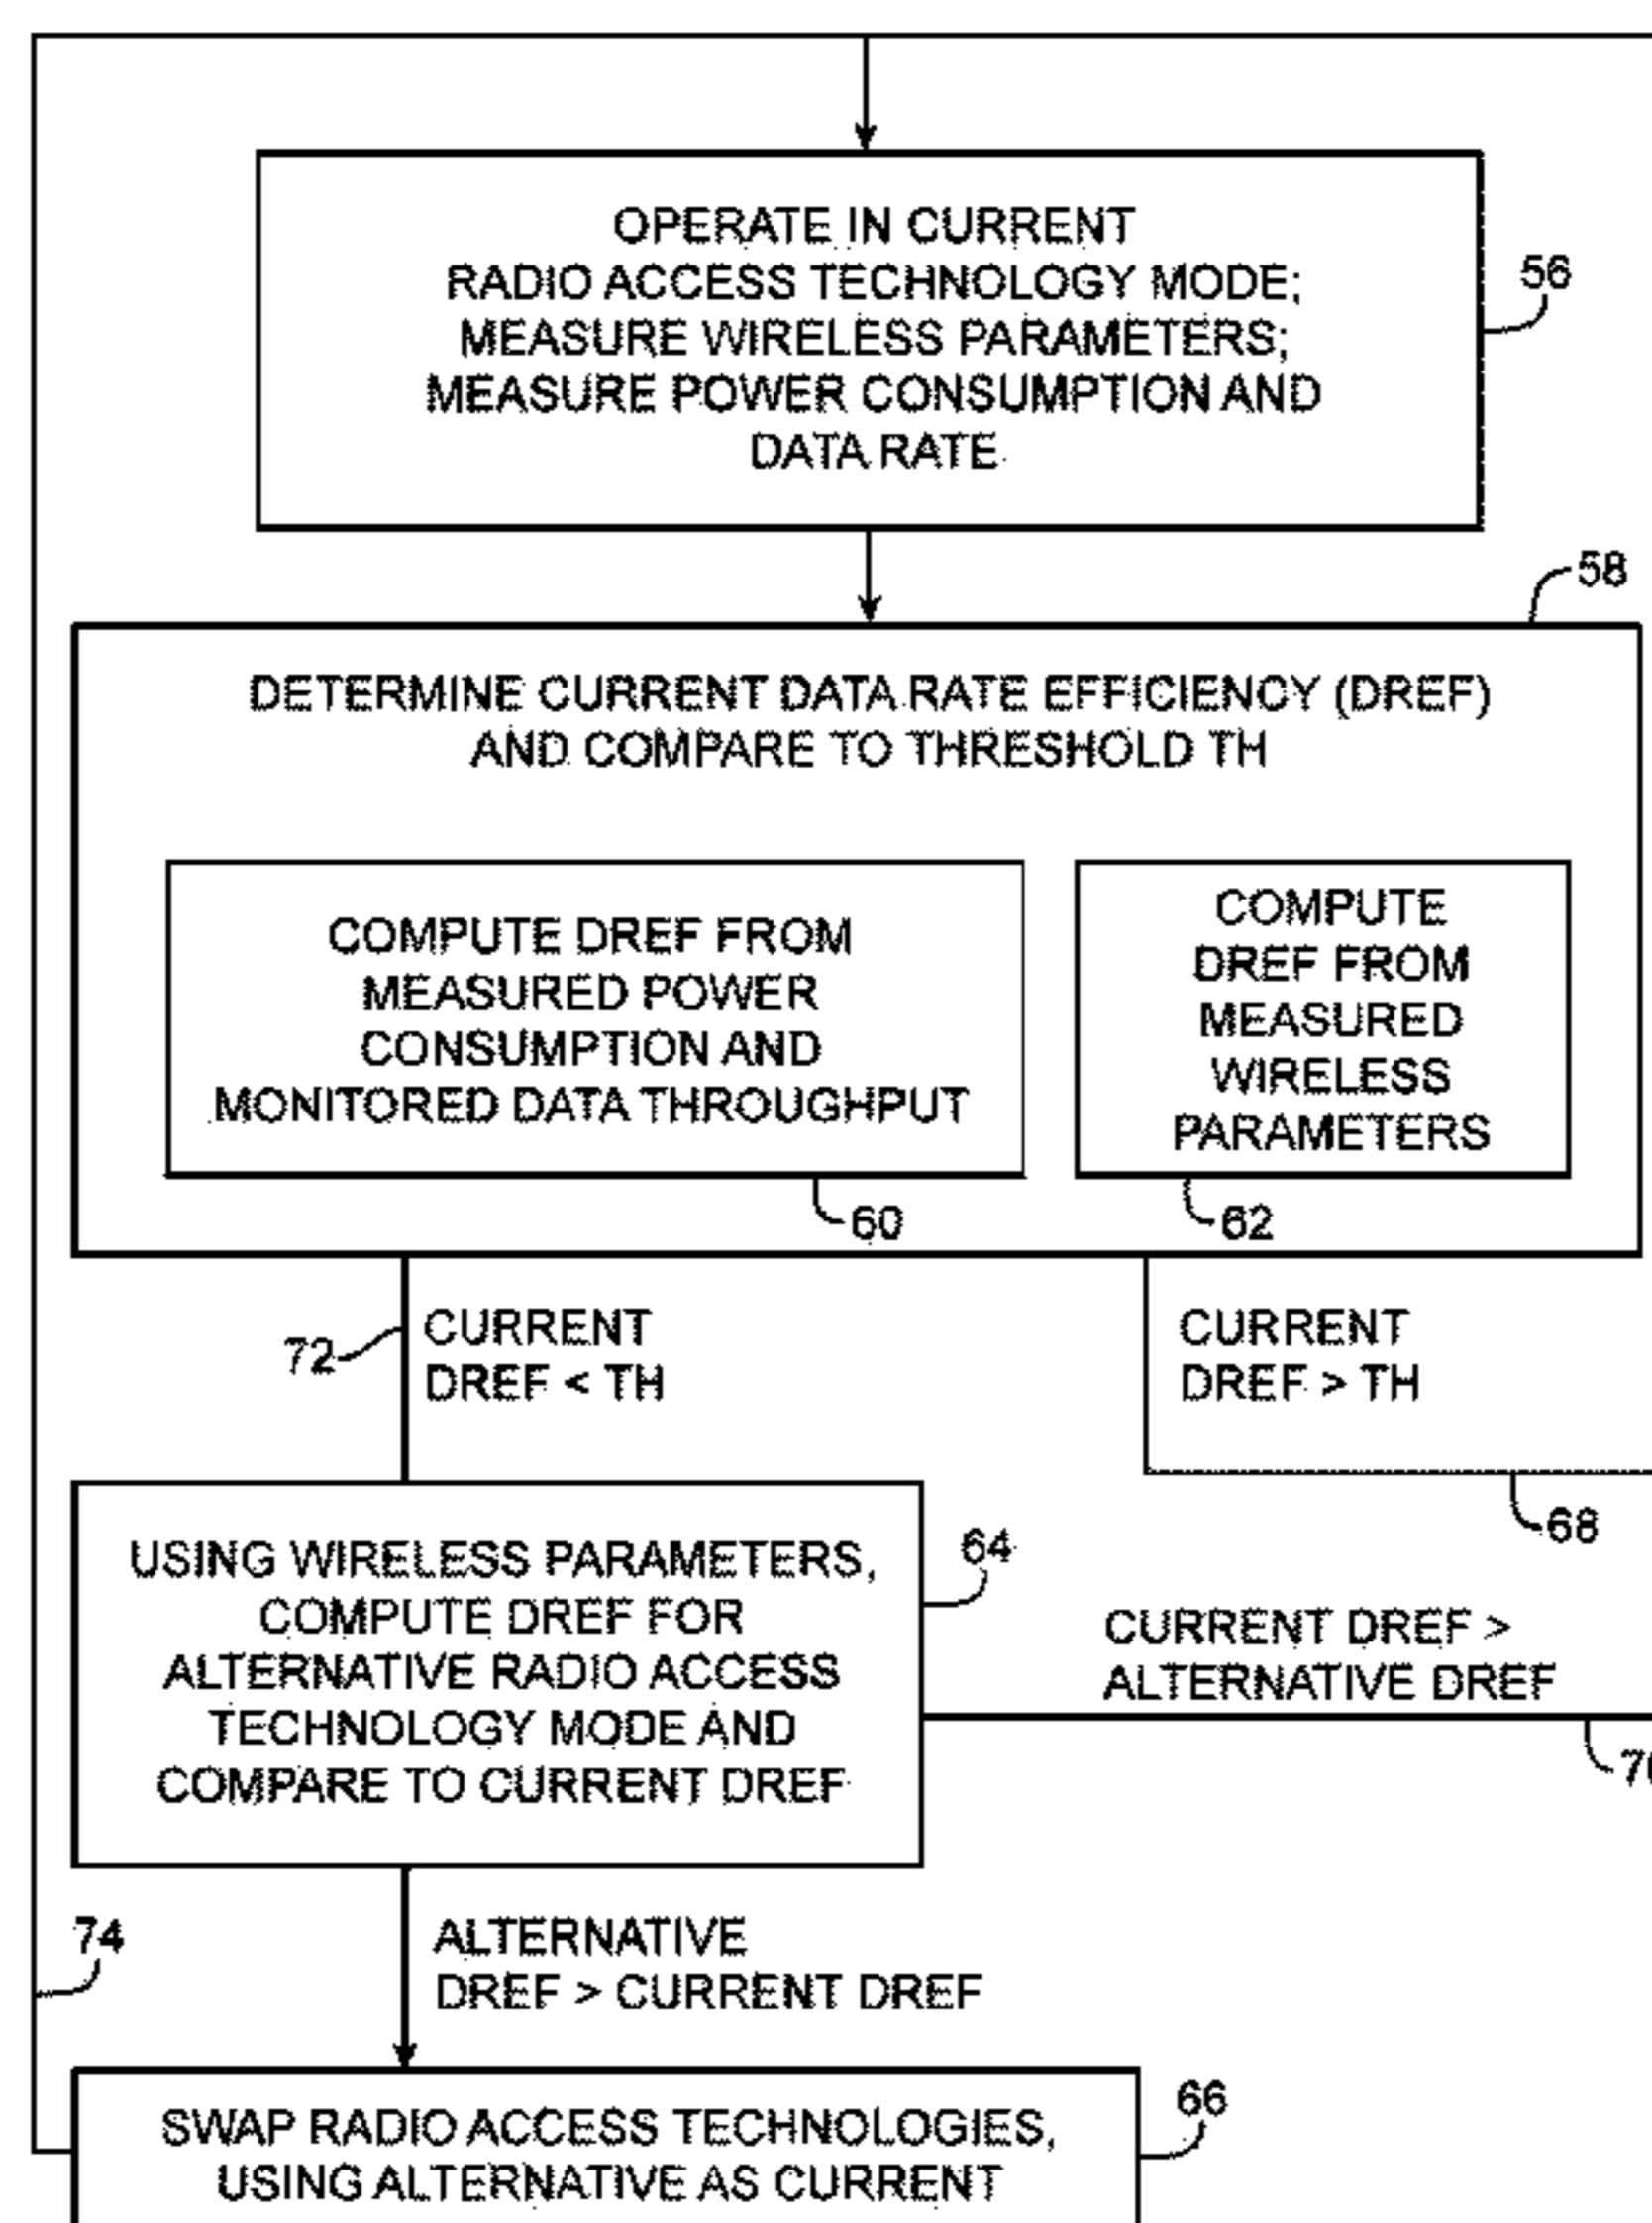 OPERATE IN CURRENT
RADIO ACCESS TECHNOLOGY MODE;
MEASURE WIRELESS PARAMETERS;
MEASURE POWER CONSUMPTION AND
DATA RATE
56
58
DETERMINE CURRENT DATA RATE EFFICIENCY (DREF)
AND COMPARE TO THRESHOLD TH
COMPUTE DREF FROM
MEASURED POWER
CONSUMPTION AND
MONITORED DATA THROUGHPUT
60
COMPUTE
DREF FROM
MEASURED
WIRELESS
PARAMETERS
62
72
CURRENT
DREF < TH
CURRENT
DREF > TH
68
USING WIRELESS PARAMETERS,
COMPUTE DREF FOR
ALTERNATIVE RADIO ACCESS
TECHNOLOGY MODE AND
COMPARE TO CURRENT DREF
64
CURRENT DREF >
ALTERNATIVE DREF
74
ALTERNATIVE
DREF > CURRENT DREF
SWAP RADIO ACCESS TECHNOLOGIES,
USING ALTERNATIVE AS CURRENT
66